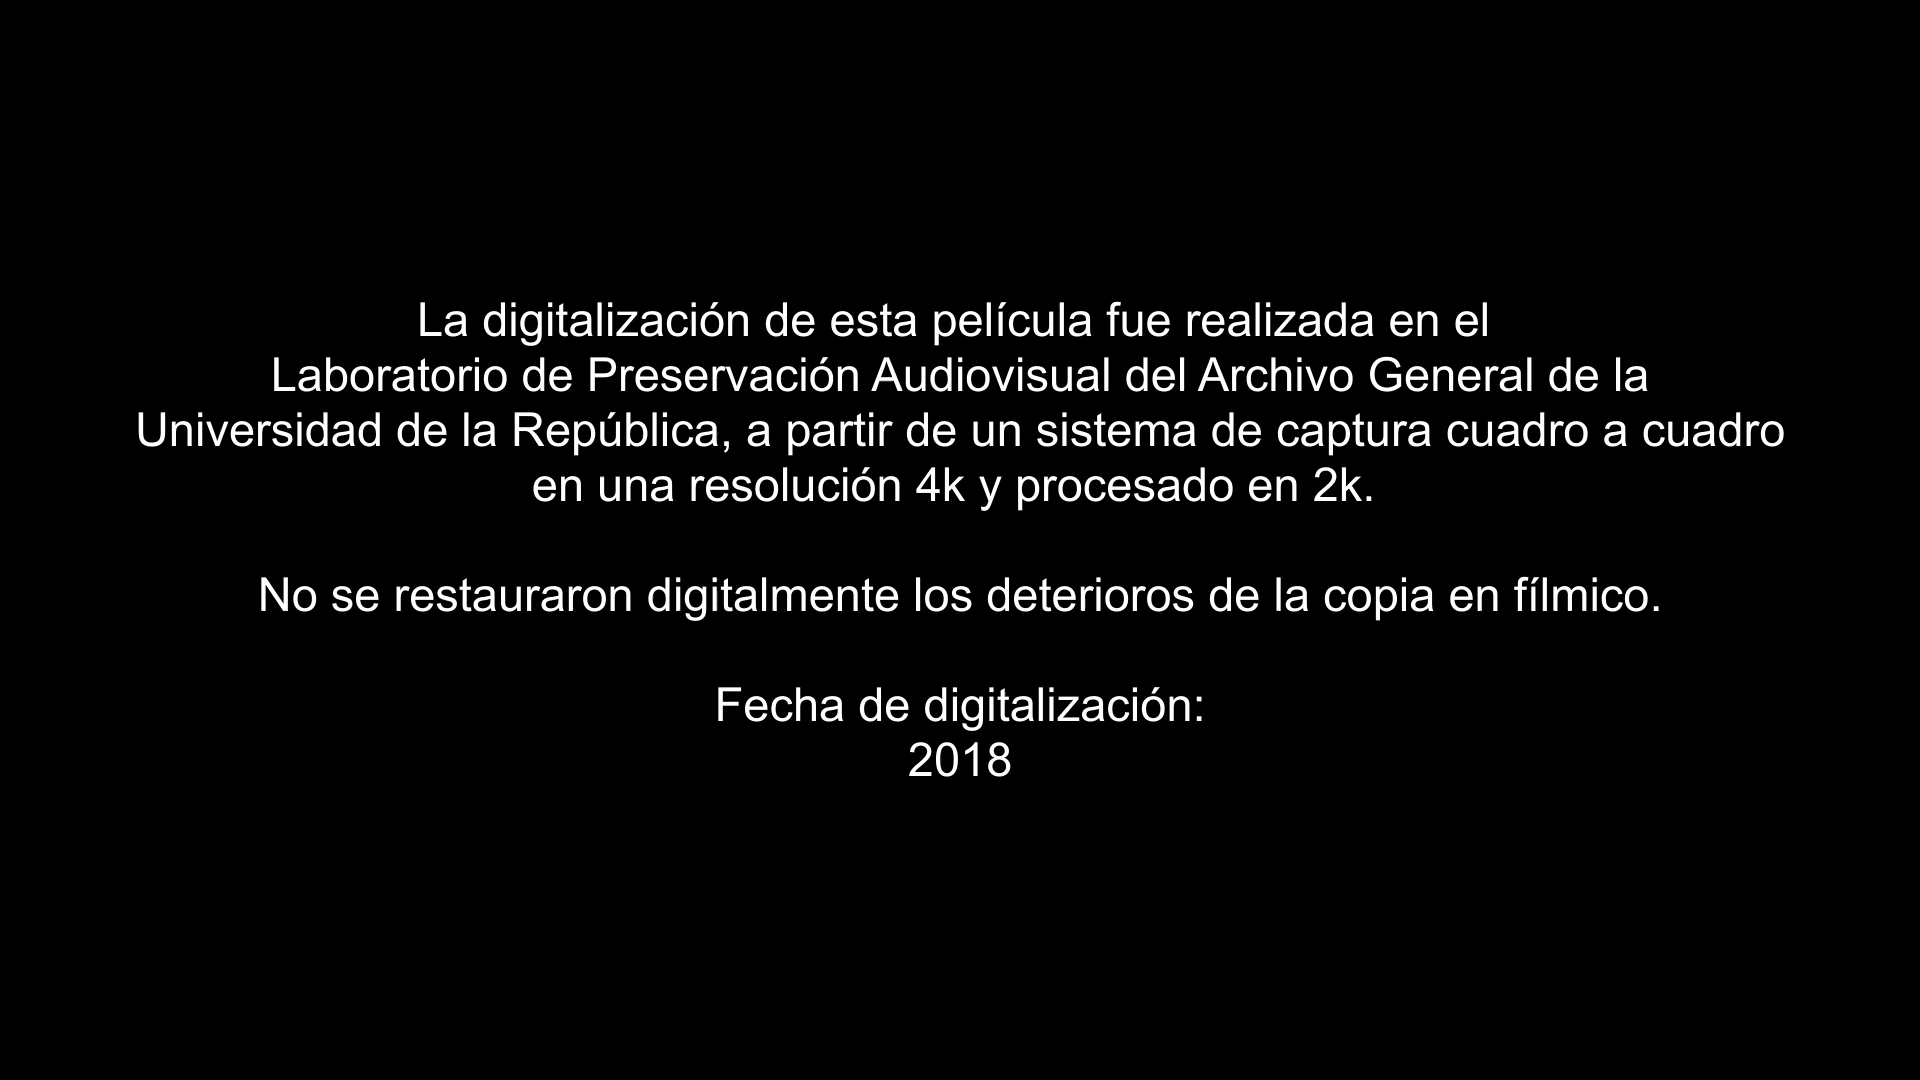 La digitalización de esta película fue realizada en el
Laboratorio de Preservación Audiovisual del Archivo General de la
Universidad de la República, a partir de un sistema de captura cuadro a cuadro
en una resolución 4k y procesado en 2k.
No se restauraron digitalmente los deterioros de la copia en fílmico.
Fecha de digitalización:
2018